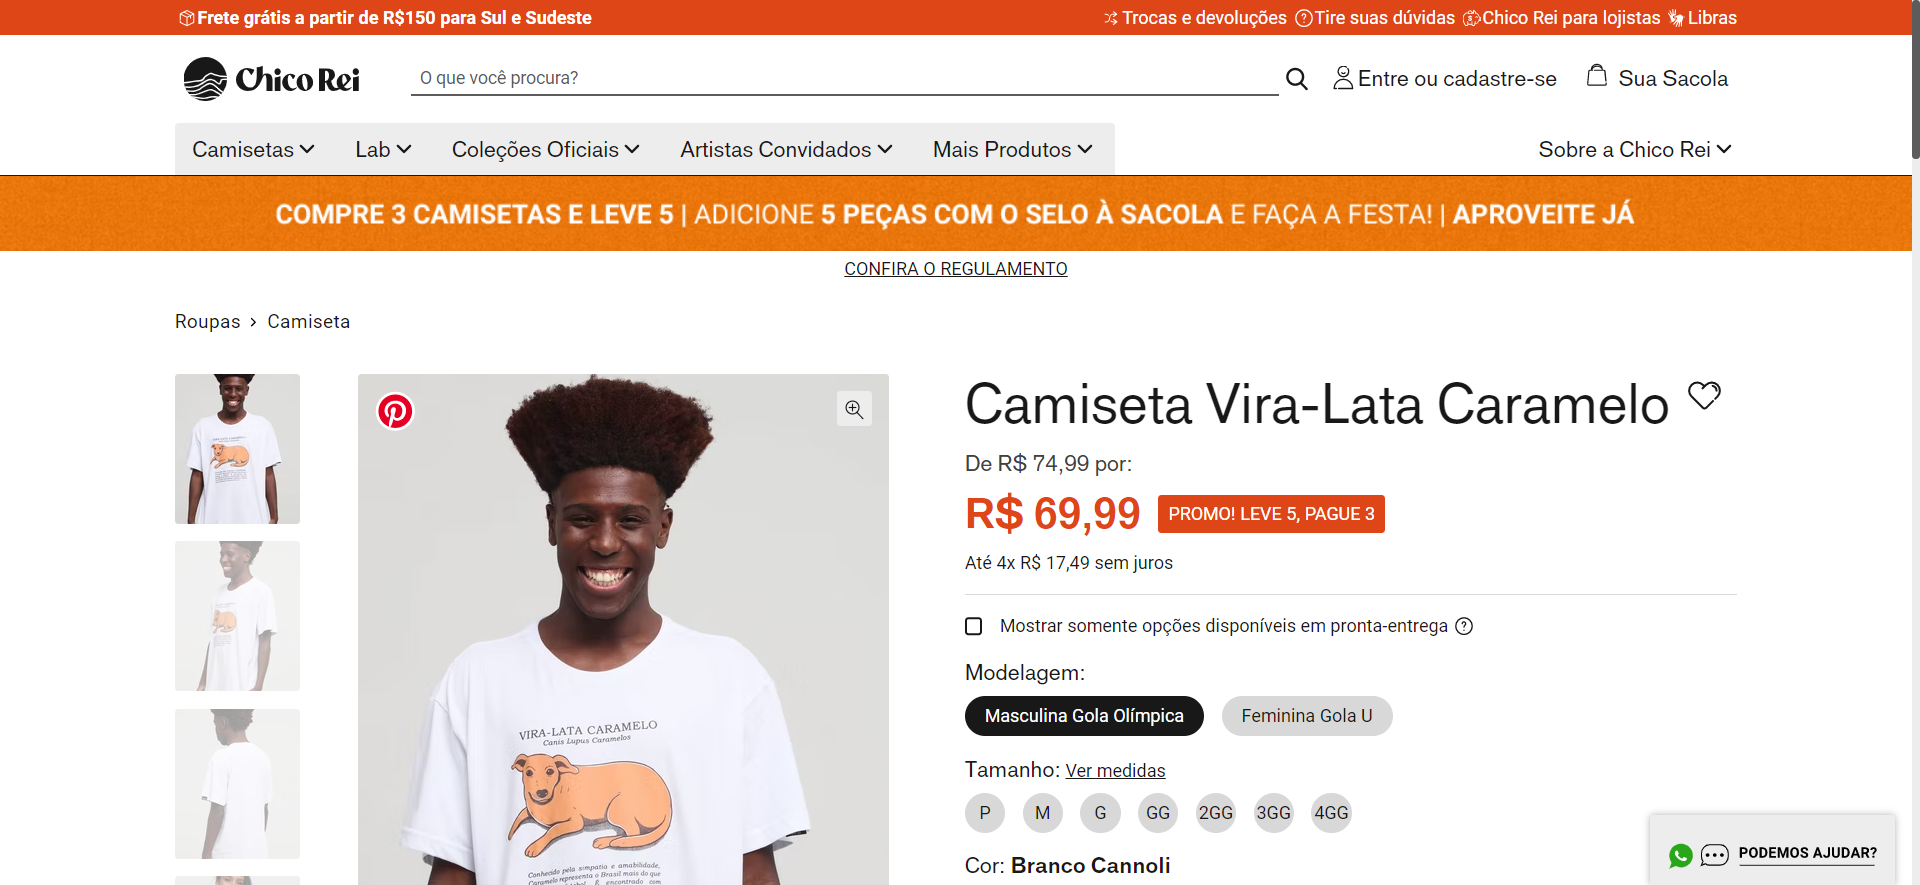 Frete grátis a partir de R$150 para Sul e Sudeste
Trocas e devoluções Tire suas dúvidas Chico Rei para lojistas Libras
Chico Rei
O que você procura?
Entre ou cadastre-se
Sua Sacola
Camisetas Lab Coleções Oficiais Artistas Convidados Mais Produtos
Sobre a Chico Rei
COMPRE 3 CAMISETAS E LEVE 5 | ADICIONE 5 PEÇAS COM O SELO À SACOLA E FAÇA A FESTA! | APROVEITE JÁ
CONFIRA O REGULAMENTO
Roupas › Camiseta
VIRA-LATA CARAMELO
Canis Lupus Caramelos
Conhecido pela simpatia e amabilidade,
Caramelo representa o Brasil mais do que
É encontrado com
Camiseta Vira-Lata Caramelo
De R$ 74,99 por:
R$ 69,99
PROMO! LEVE 5, PAGUE 3
Até 4x R$ 17,49 sem juros
Mostrar somente opções disponíveis em pronta-entrega
Modelagem:
Masculina Gola Olímpica
Feminina Gola U
Tamanho: Ver medidas
P M G GG 2GG 3GG 4GG
Cor: Branco Cannoli
PODEMOS AJUDAR?